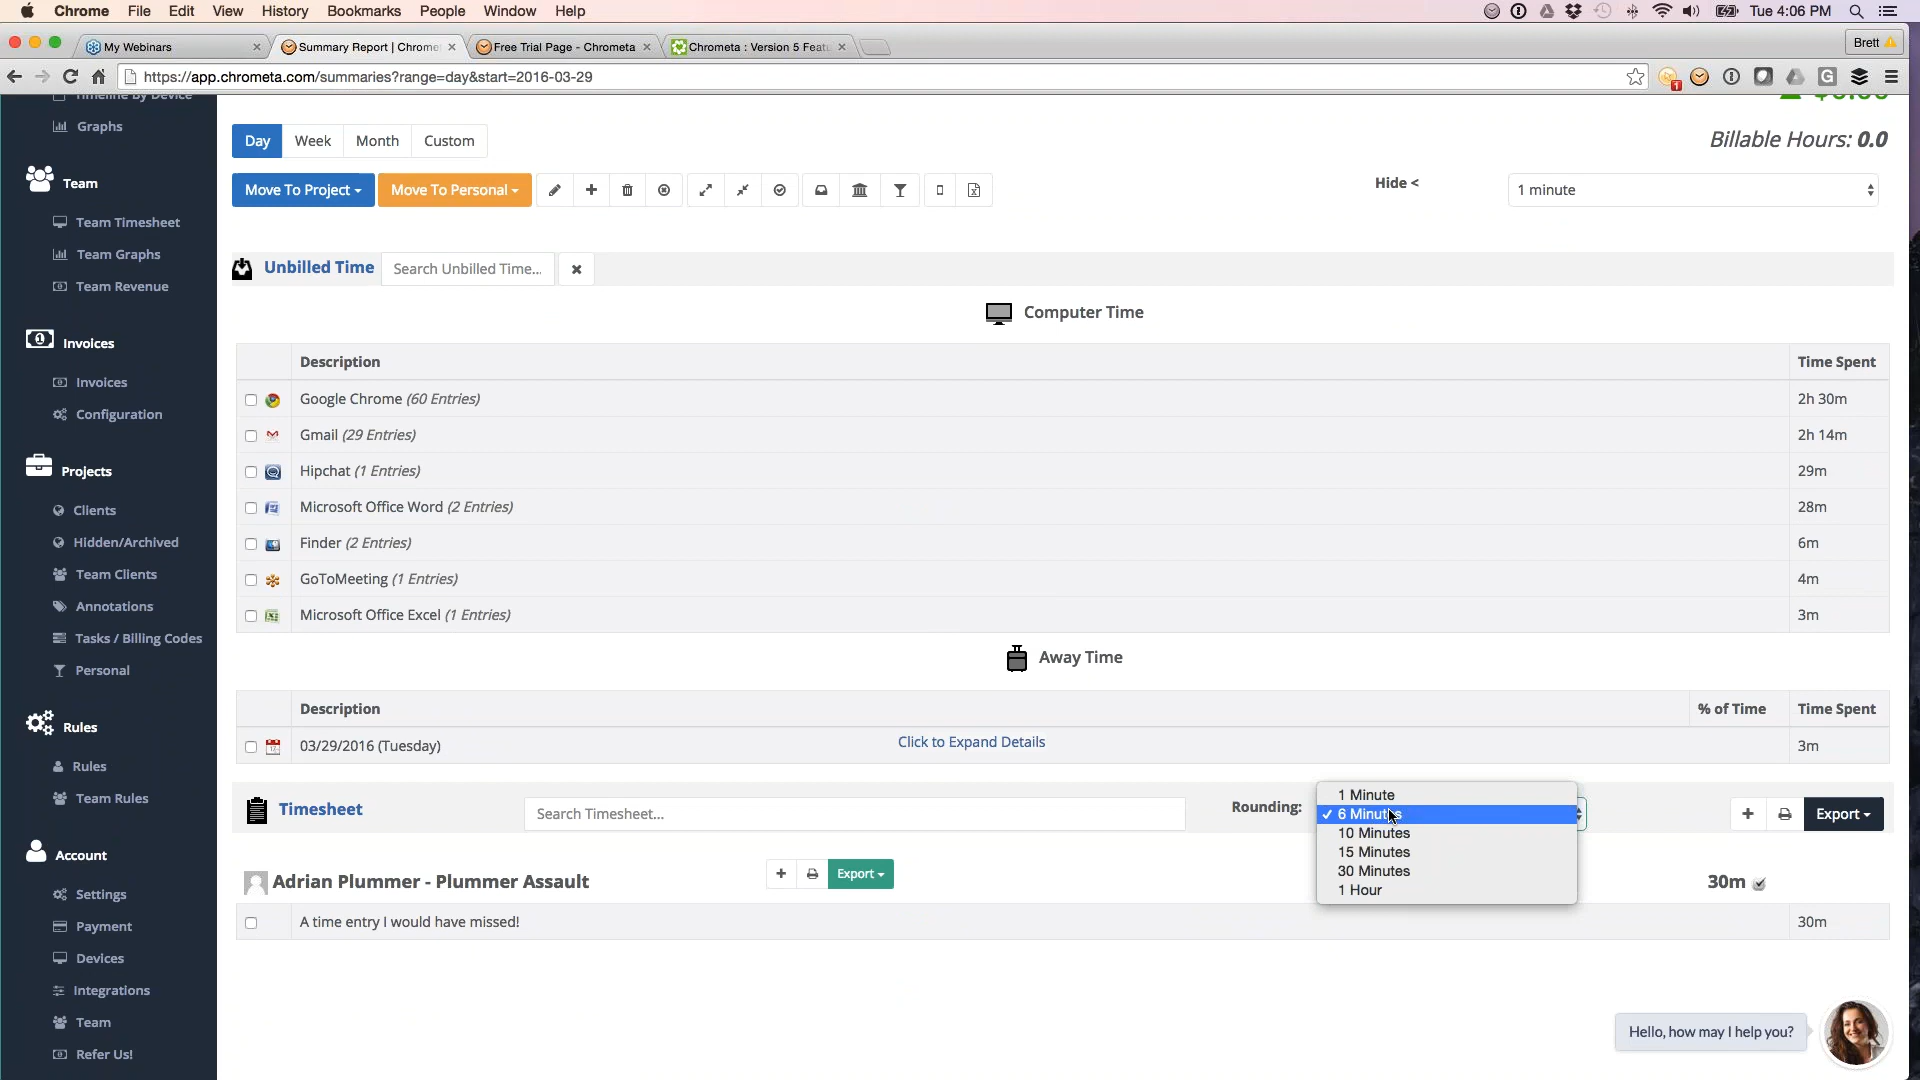 Chrome File Edit View History Bookmarks People Window Help Tue 4:06 PM
My Webinars Summary Report | Chromet Free Trial Page - Chrometa Chrometa : Version 5 Featu Brett
https://app.chrometa.com/summaries?range=day&start=2016-03-29
1
G
Timeline By Device
Graphs
Team
Team Timesheet
Team Graphs
Team Revenue
Invoices
Invoices
Configuration
Projects
Clients
Hidden/Archived
Team Clients
Annotations
Tasks / Billing Codes
Personal
Rules
Rules
Team Rules
Account
Settings
Payment
Devices
Integrations
Team
Refer Us!
Day Week Month Custom
Billable Hours: 0.0
Move To Project Move To Personal
Hide < 1 minute
Unbilled Time Search Unbilled Time...
Computer Time
Description Time Spent
Google Chrome (60 Entries) 2h 30m
Gmail (29 Entries) 2h 14m
Hipchat (1 Entries) 29m
Microsoft Office Word (2 Entries) 28m
Finder (2 Entries) 6m
GoToMeeting (1 Entries) 4m
Microsoft Office Excel (1 Entries) 3m
Away Time
Description % of Time Time Spent
03/29/2016 (Tuesday) Click to Expand Details 3m
Timesheet Search Timesheet... Rounding:
1 Minute
6 Minutes
10 Minutes
15 Minutes
30 Minutes
1 Hour
Export
Adrian Plummer - Plummer Assault Export 30m
A time entry I would have missed! 30m
Hello, how may I help you?